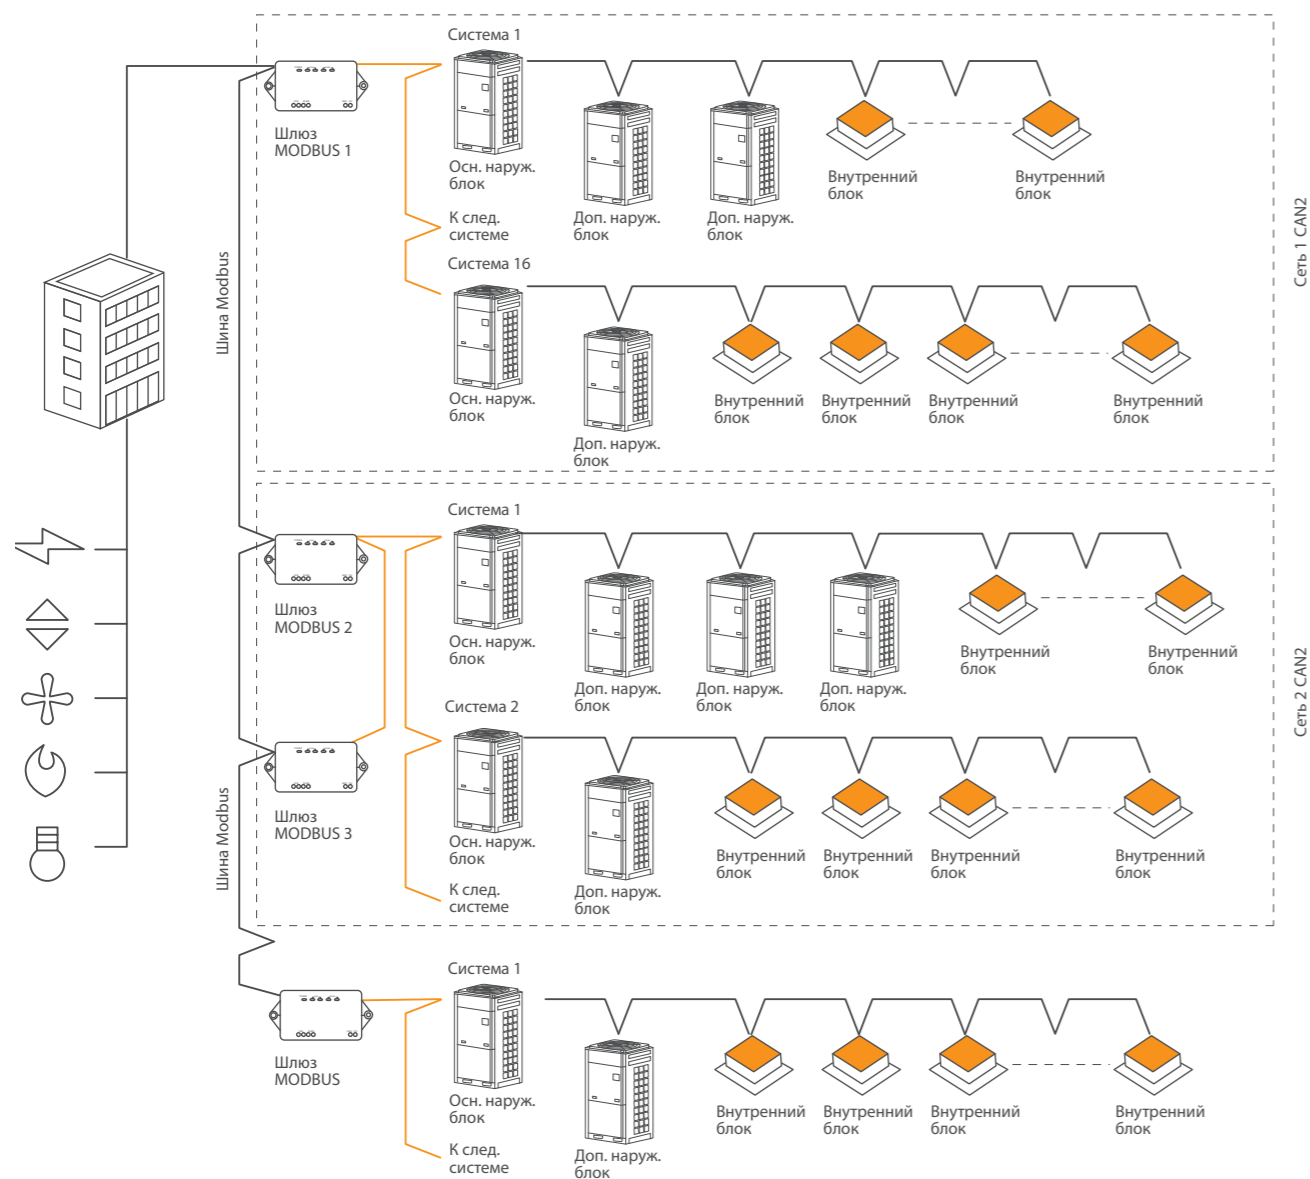 Система 1
Шлюз
MODBUS 1
Осн. наруж.
блок
Доп. наруж.
блок
Доп. наруж.
блок
Внутренний
блок
Внутренний
блок
К след.
системе
Сеть 1 CAN2
Шина Modbus
Система 16
Осн. наруж.
блок
Доп. наруж.
блок
Внутренний
блок
Внутренний
блок
Внутренний
блок
Внутренний
блок
Система 1
Шлюз
MODBUS 2
Осн. наруж.
блок
Доп. наруж.
блок
Доп. наруж.
блок
Доп. наруж.
блок
Внутренний
блок
Внутренний
блок
Сеть 2 CAN2
Система 2
Шлюз
MODBUS 3
Шина Modbus
Осн. наруж.
блок
Доп. наруж.
блок
Внутренний
блок
Внутренний
блок
Внутренний
блок
Внутренний
блок
К след.
системе
Система 1
Шлюз
MODBUS
Осн. наруж.
блок
Доп. наруж.
блок
Внутренний
блок
Внутренний
блок
Внутренний
блок
Внутренний
блок
К след.
системе